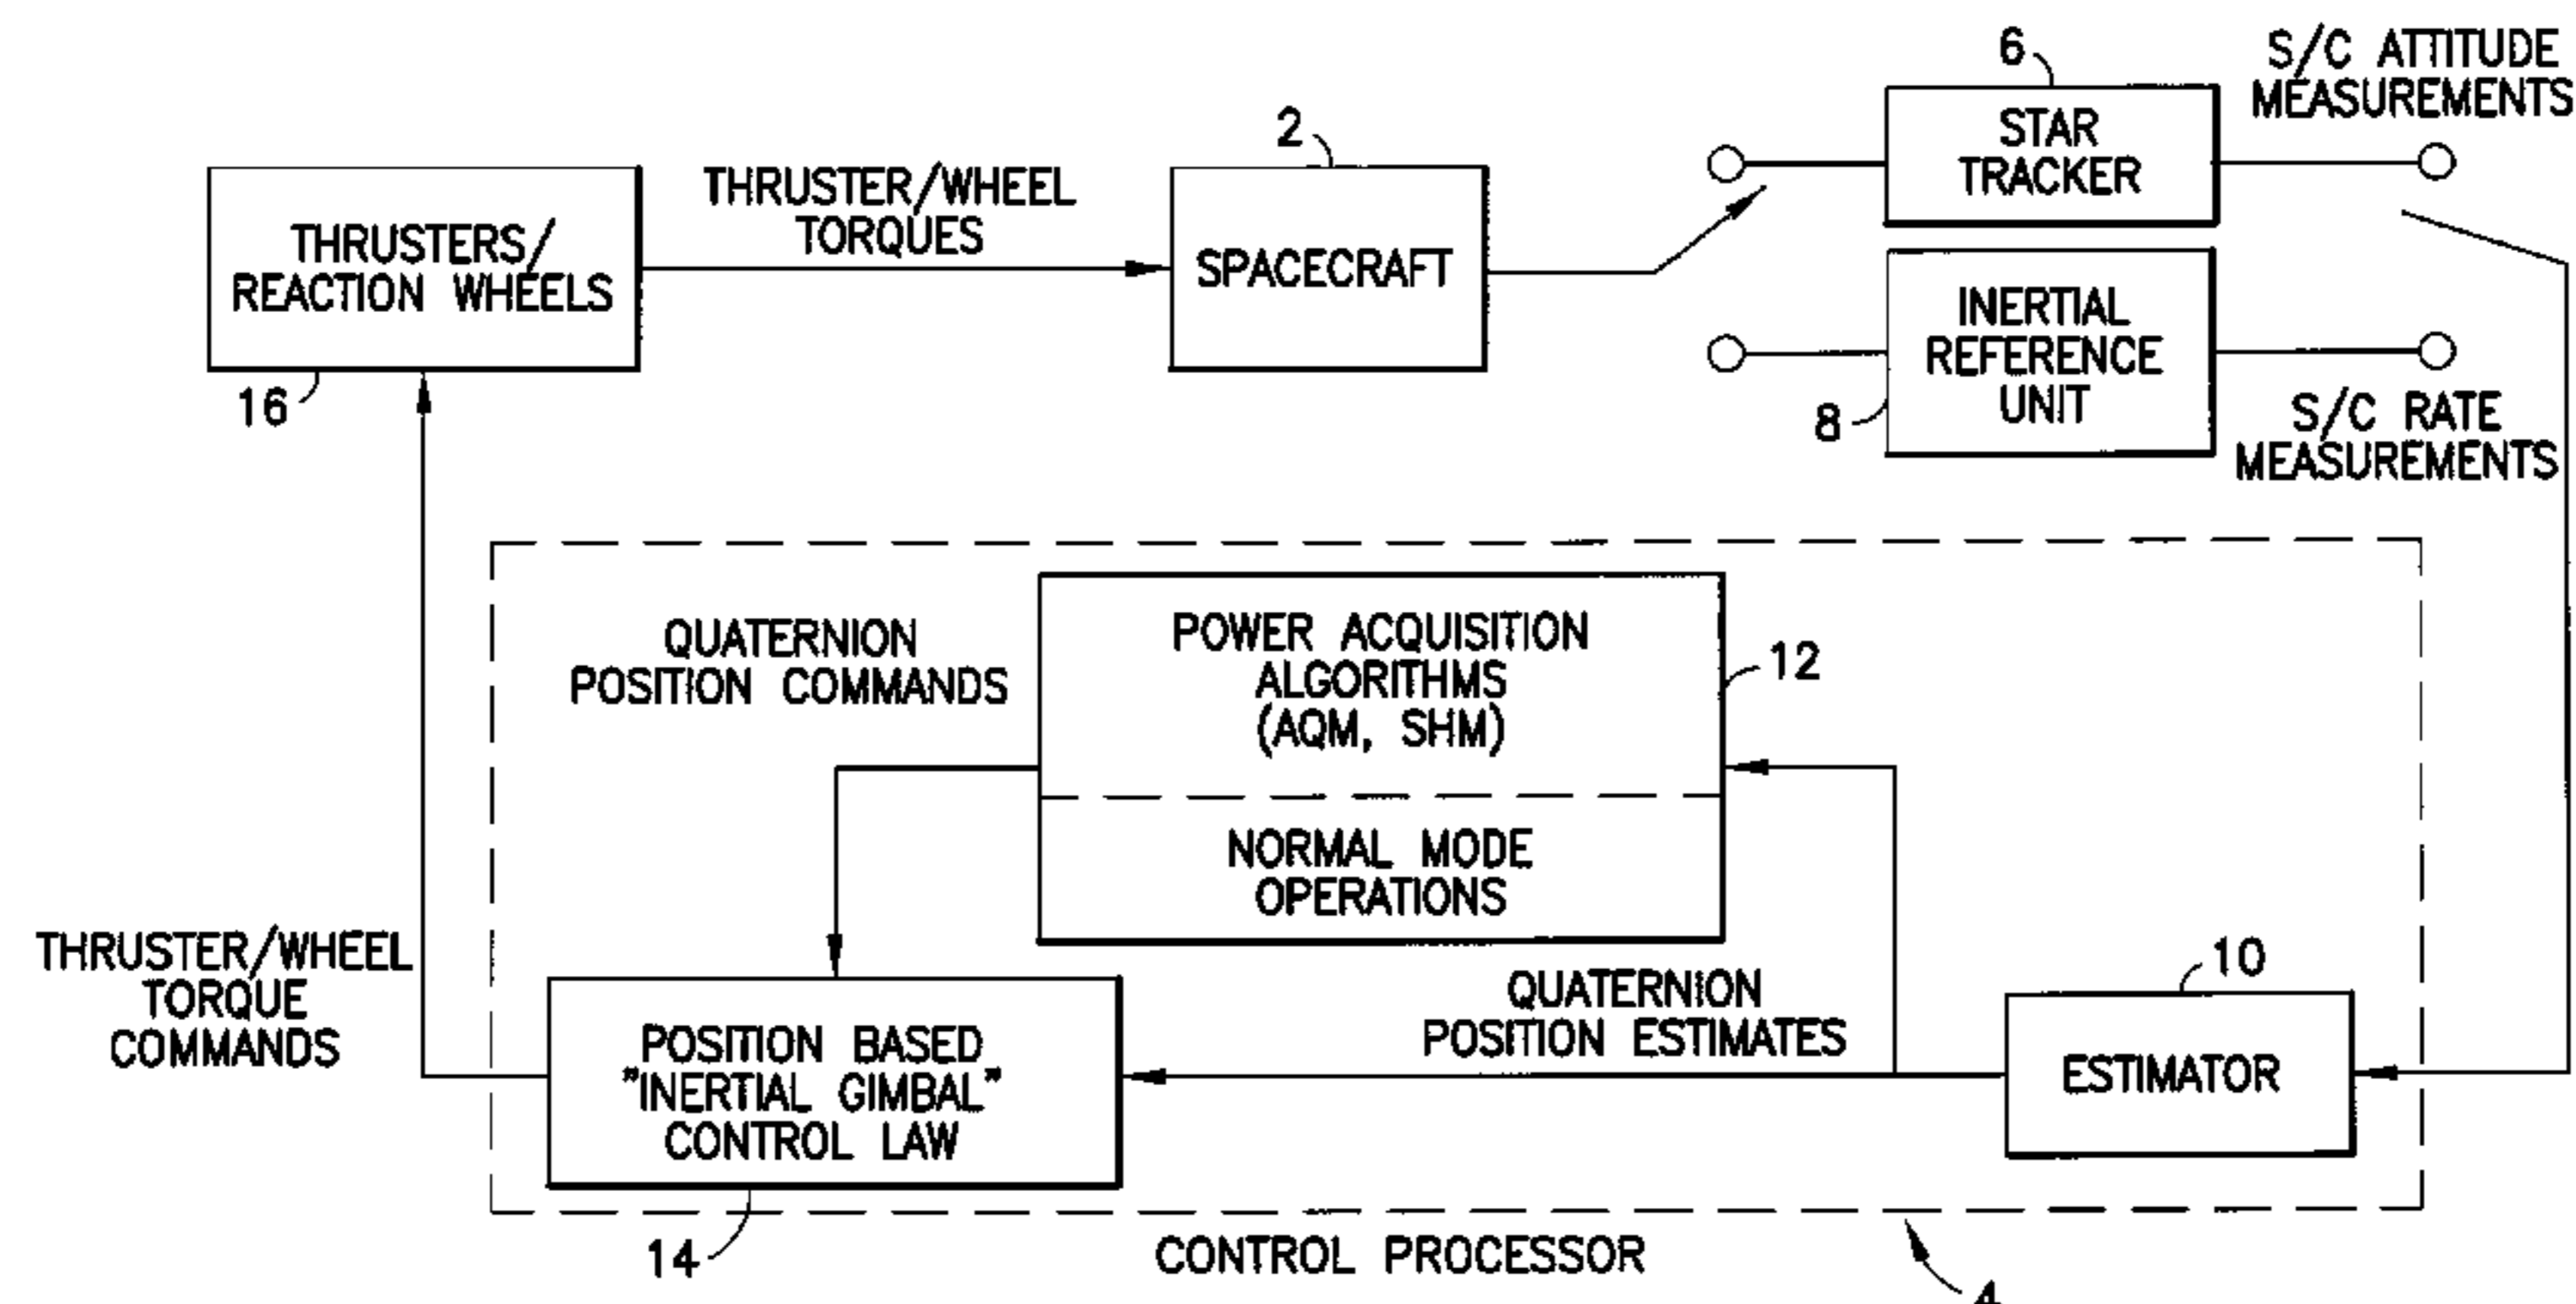 6
S/C ATTITUDE
MEASUREMENTS
2
STAR
TRACKER
THRUSTER/WHEEL
TORQUES
THRUSTERS/
REACTION WHEELS
SPACECRAFT
INERTIAL
REFERENCE
UNIT
16
8
S/C RATE
MEASUREMENTS
QUATERNION
POSITION COMMANDS
POWER ACQUISITION
ALGORITHMS
(AQM, SHM)
12
NORMAL MODE
OPERATIONS
THRUSTER/WHEEL
TORQUE
COMMANDS
QUATERNION
POSITION ESTIMATES
10
POSITION BASED
"INERTIAL GIMBAL"
CONTROL LAW
ESTIMATOR
14
CONTROL PROCESSOR
4